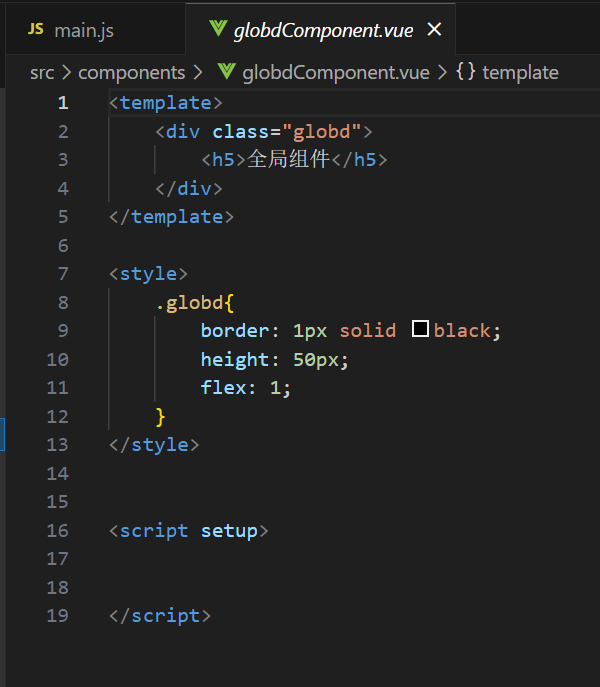 JS main.js
globdComponent.vue ×
src > components > globdComponent.vue > {} template
1 <template>
2     <div class="globd">
3         <h5>全局组件</h5>
4     </div>
5 </template>
6
7 <style>
8     .globd{
9         border: 1px solid black;
10         height: 50px;
11         flex: 1;
12     }
13 </style>
14
15
16 <script setup>
17
18
19 </script>